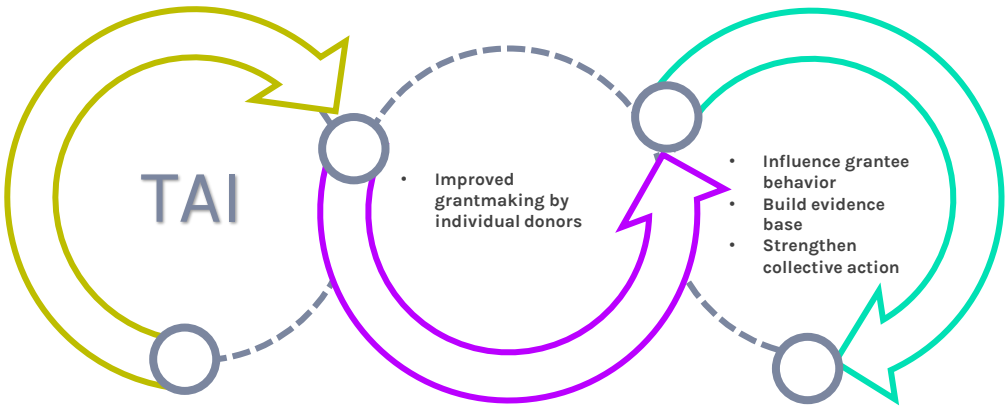 TAI
• Improved
grantmaking by
individual donors
• Influence grantee
behavior
• Build evidence
base
• Strengthen
collective action